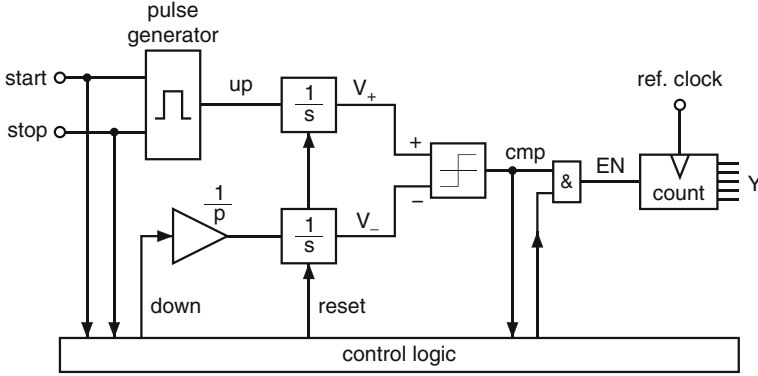 pulse
generator
start
stop
up
1
s
V+
ref. clock
+
cmp
EN
&
count
Y
−
1
p
1
s
V−
down
reset
control logic